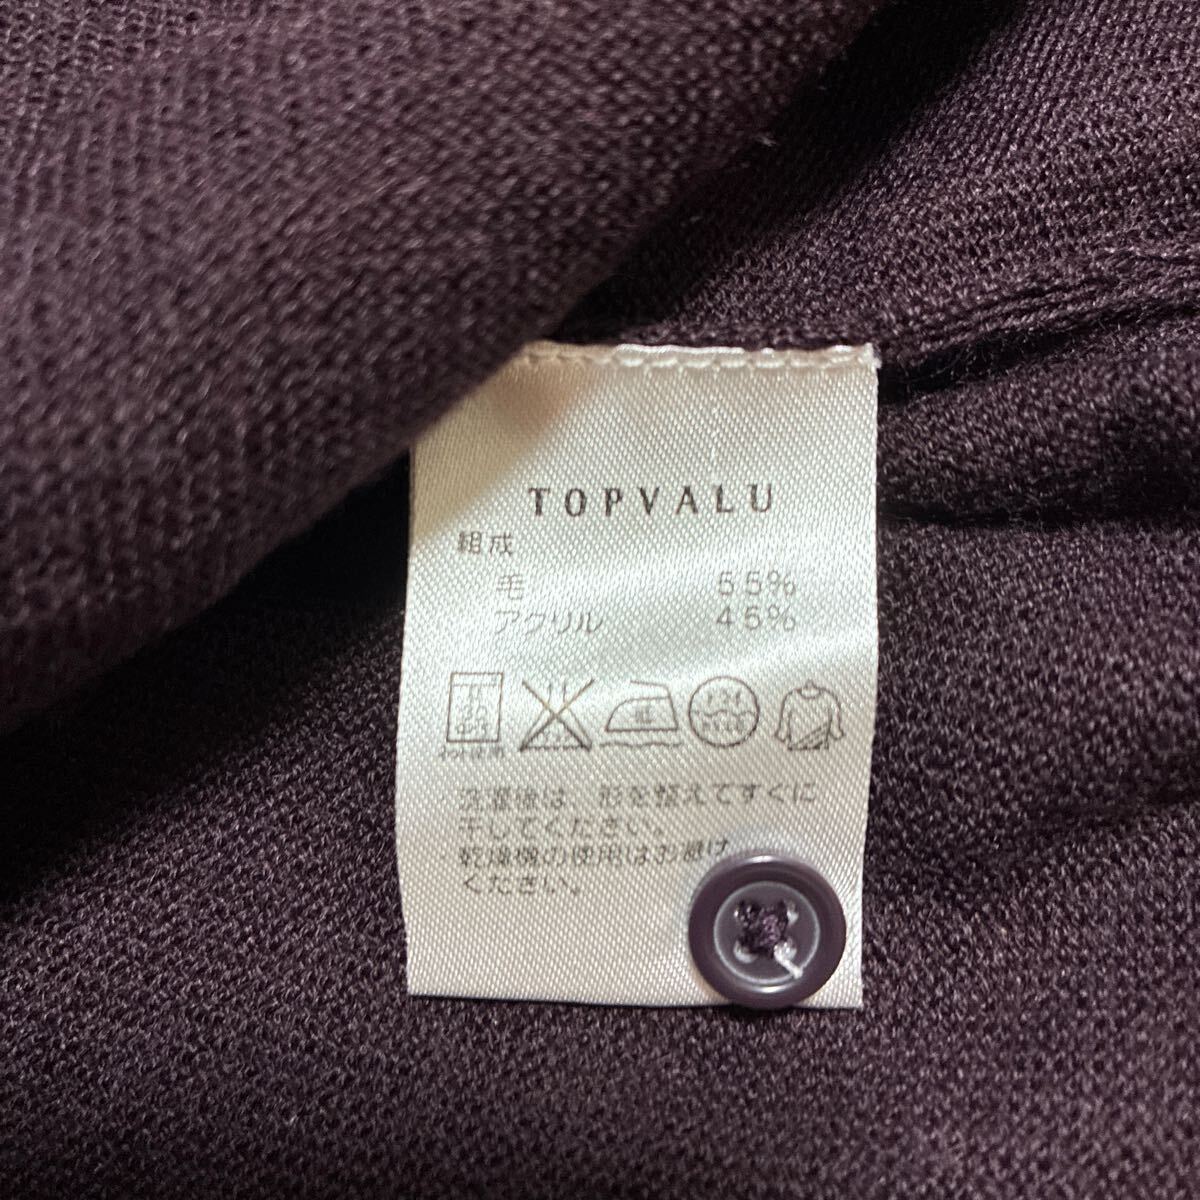 TOPVALU
組成
毛 55%
アクリル 45%
洗濯後は、形を整えてすぐに
干してください。
乾燥機の使用はお避け
ください。